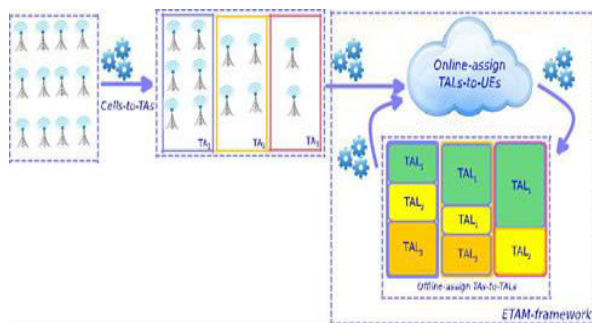 Cells-to-TAs
TA₁
TA₂
TA₃
Online-assign
TALs-to-UEs
TAL₁
TAL₂
TAL₃
TAL₁
TAL₂
TAL₃
TAL₁
TAL₂
Offline-assign TAs-to-TALs
ETAM-framework